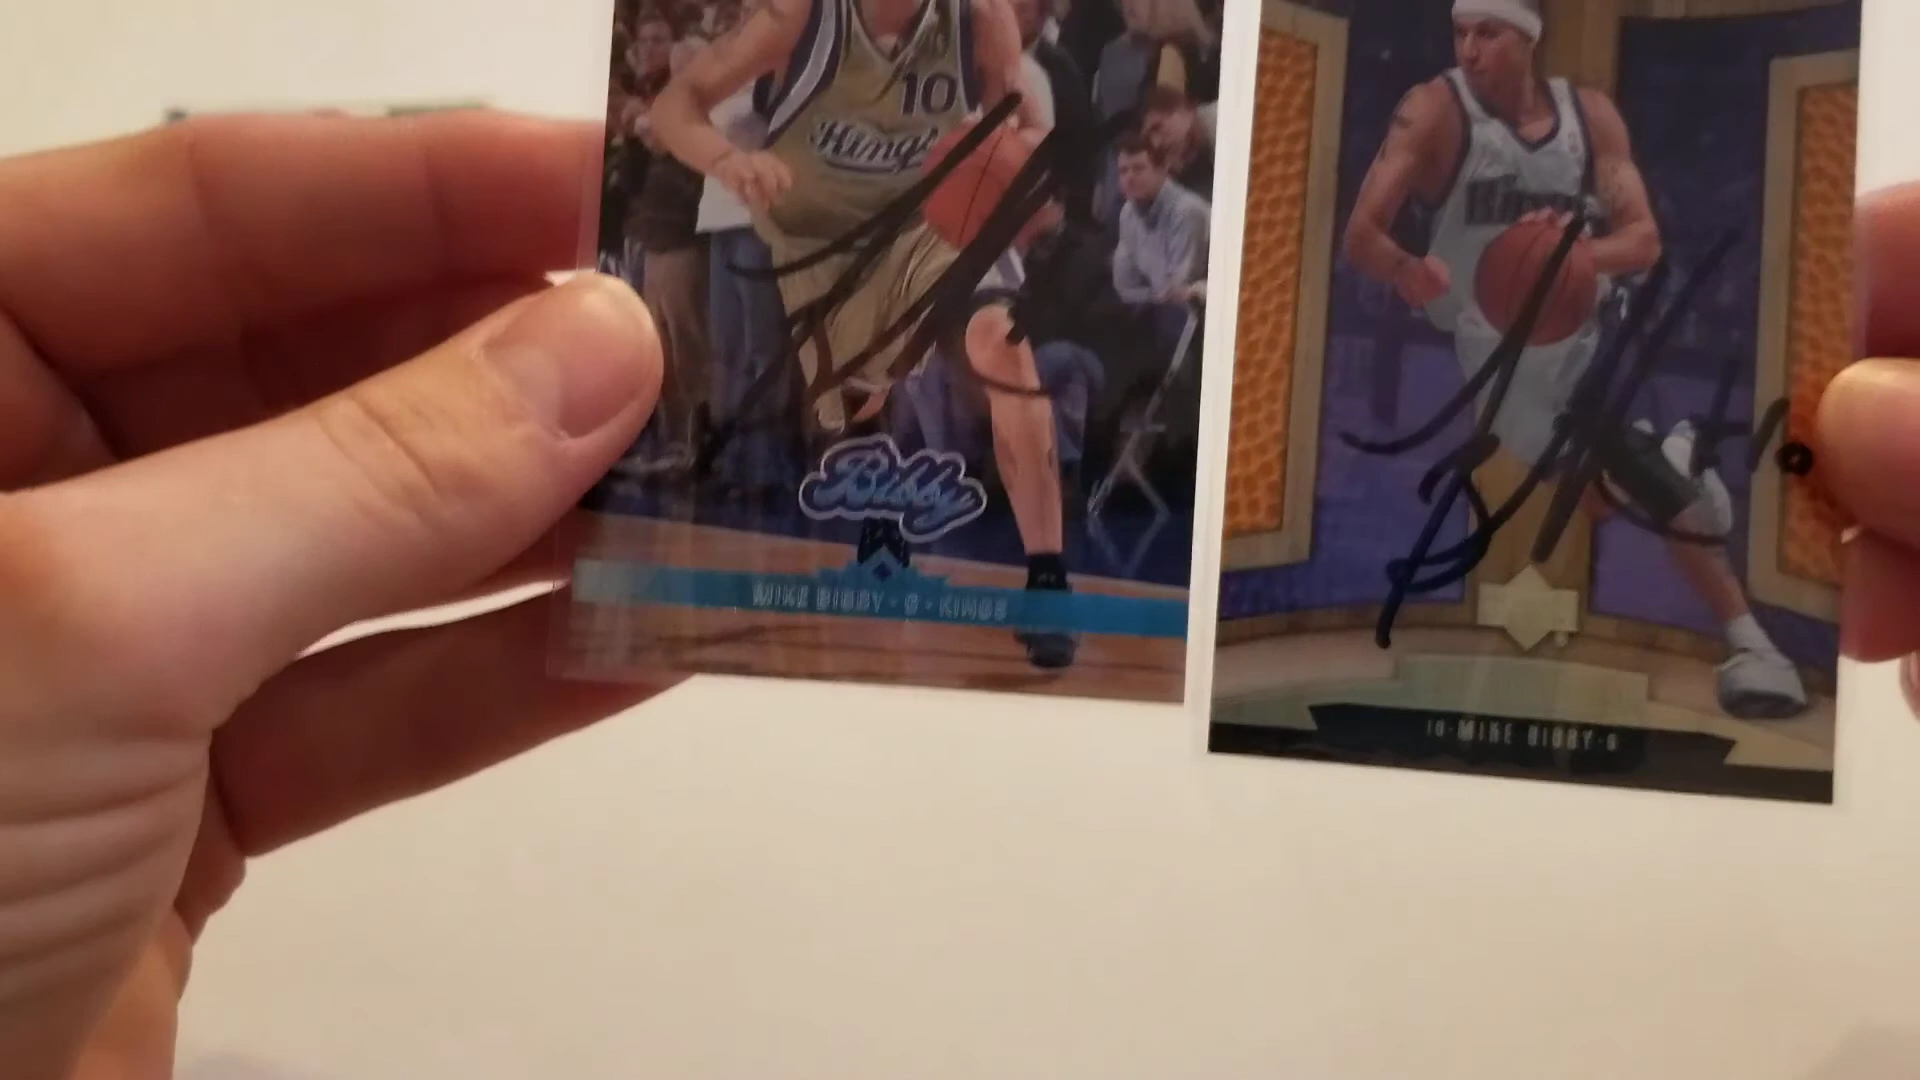 10
Kings
Bibby
MIKE BIBBY · G · KINGS
Kings
10 · MIKE BIBBY · G